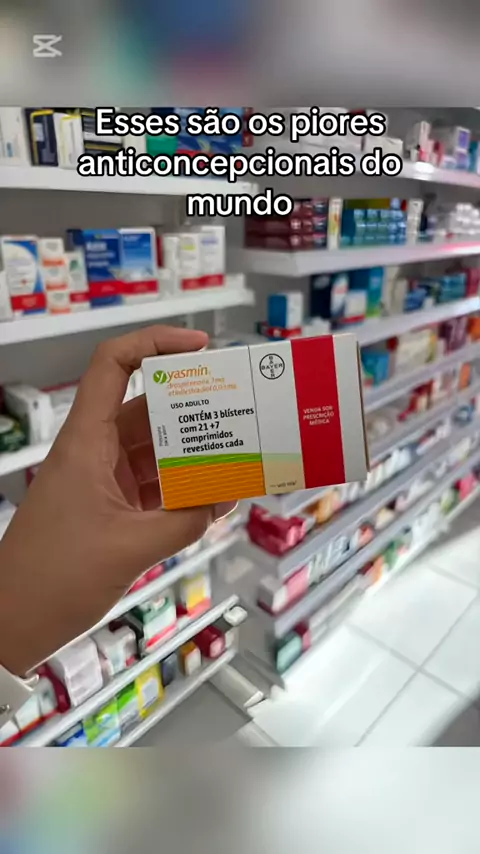 Esses são os piores
anticoncepcionais do
mundo
yasmin
USO ADULTO
CONTÉM 3 blísteres
com 21 +7
comprimidos
revestidos cada
BAYER
BAYER
VENDA SOB
PRESCRIÇÃO
MÉDICA